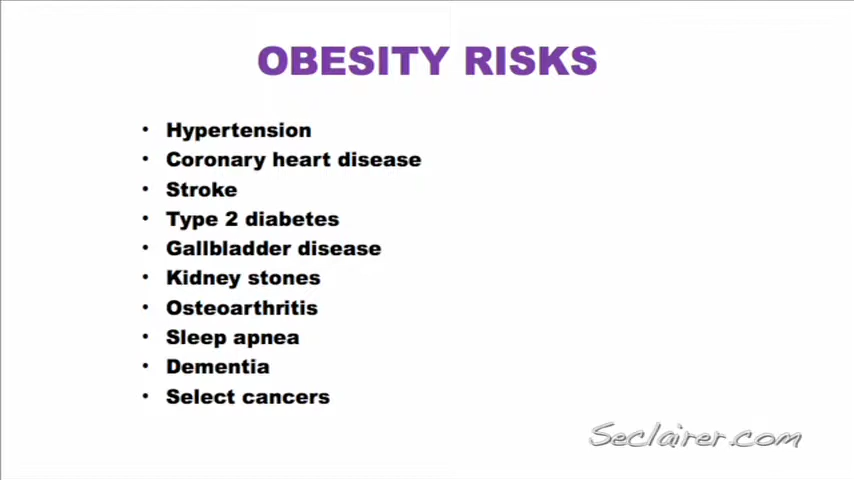 OBESITY RISKS
• Hypertension
• Coronary heart disease
• Stroke
• Type 2 diabetes
• Gallbladder disease
• Kidney stones
• Osteoarthritis
• Sleep apnea
• Dementia
• Select cancers
Seclairer.com